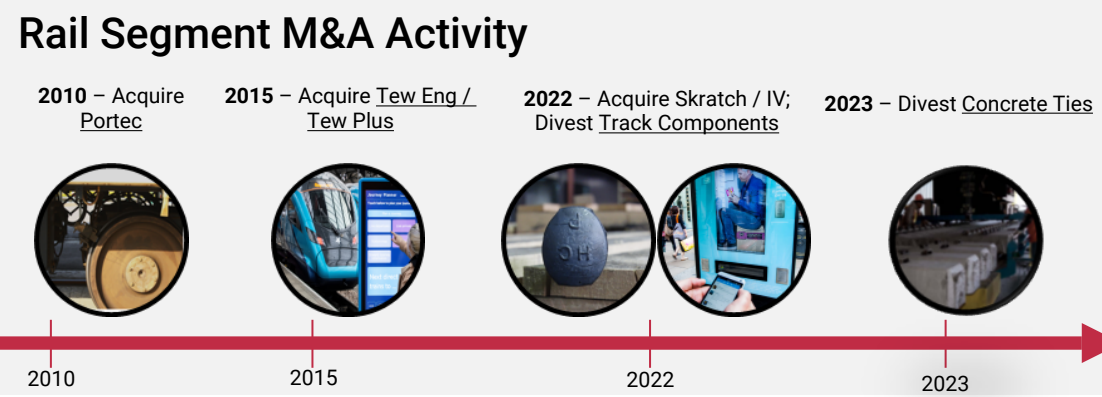 Rail Segment M&A Activity
2010 – Acquire
Portec
2015 – Acquire Tew Eng /
Tew Plus
2022 – Acquire Skratch / IV;
Divest Track Components
2023 – Divest Concrete Ties
J
OH
2010
2015
2022
2023